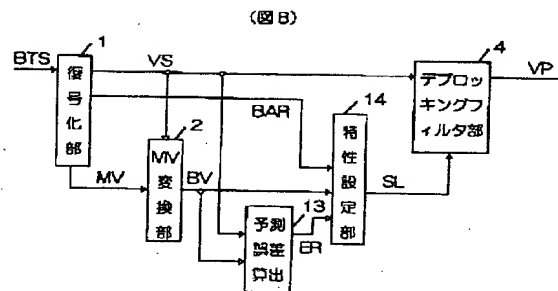 (図8)
BTS
1
復号化部
VS
BAR
MV
2
MV変換部
BV
13
予測誤差算出
ER
14
特性設定部
SL
4
デブロッ
キングフ
ィルタ部
VP